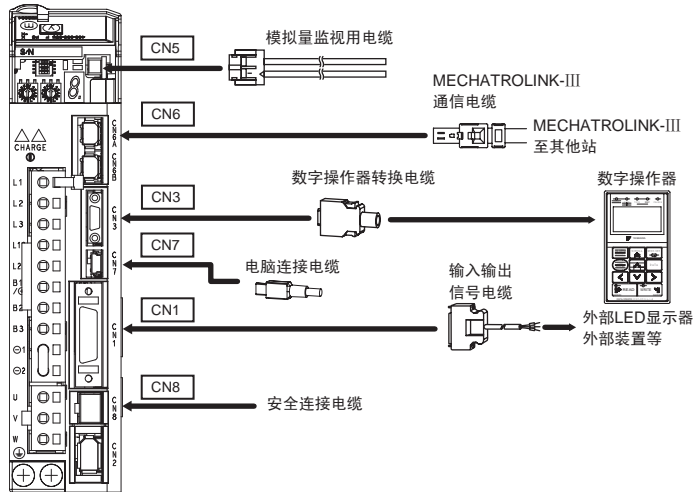 S/N
CN5
模拟量监视用电缆
CN6
MECHATROLINK-III
通信电缆
MECHATROLINK-III
至其他站
CHARGE
CN6A
CN6B
L1
L2
L3
L1
L2
B1
B2
B3
⊖1
⊖2
U
V
W
CN3
数字操作器转换电缆
数字操作器
CN3
CN7
电脑连接电缆
CN7
CN1
输入输出
信号电缆
外部LED显示器
外部装置等
CN1
CN8
安全连接电缆
CN8
CN2